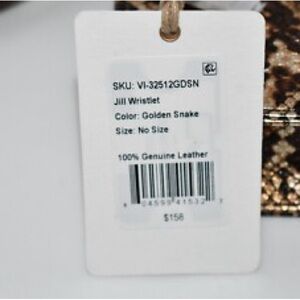 SKU: VI-32512GDSN
Jill Wristlet
Color: Golden Snake
Size: No Size
100% Genuine Leather
$158